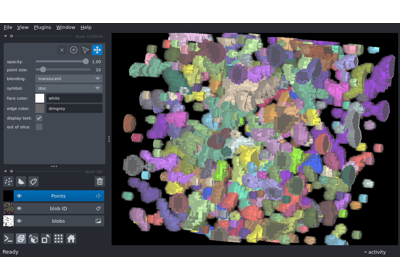 File View Plugins Window Help
opacity: 1.00
point size: 10
blending: translucent
symbol: disc
face color: white
edge color: dimgrey
display text:
out of slice:
Points
blob ID
blobs
Ready
activity